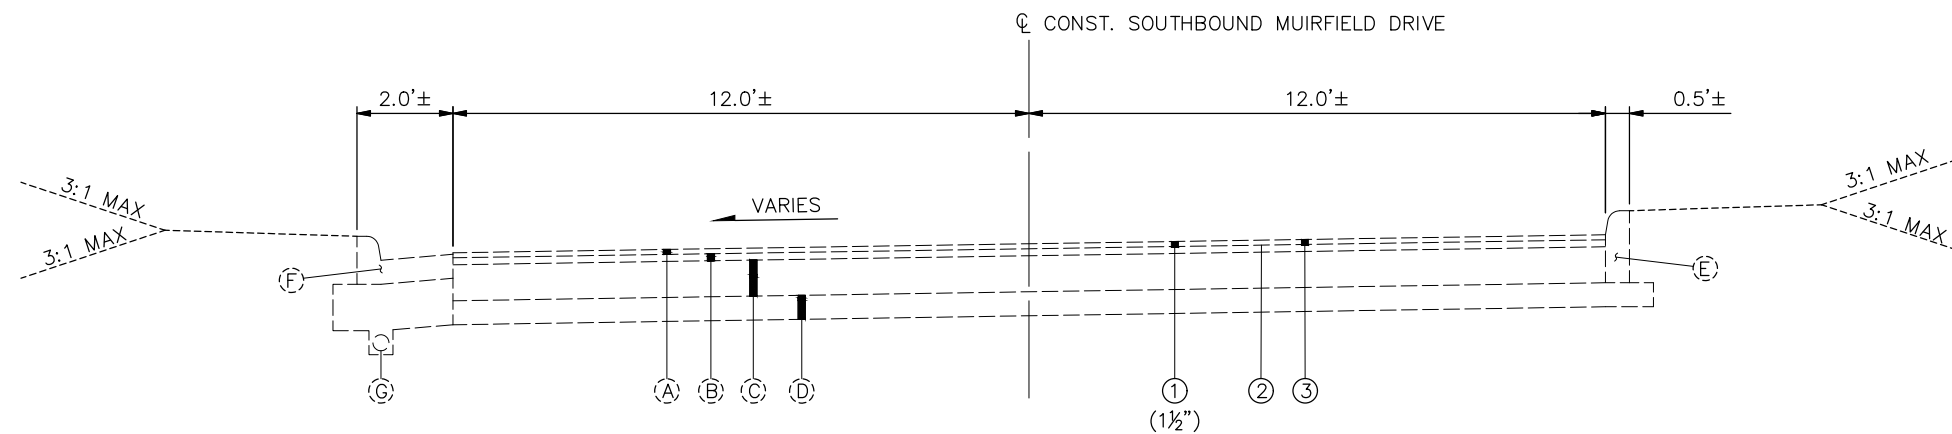 ℄ CONST. SOUTHBOUND MUIRFIELD DRIVE
2.0'± 12.0'± 12.0'± 0.5'±
3:1 MAX
3:1 MAX
VARIES
3:1 MAX
3:1 MAX
F
E
G A B C D 1 2 3
(1½")